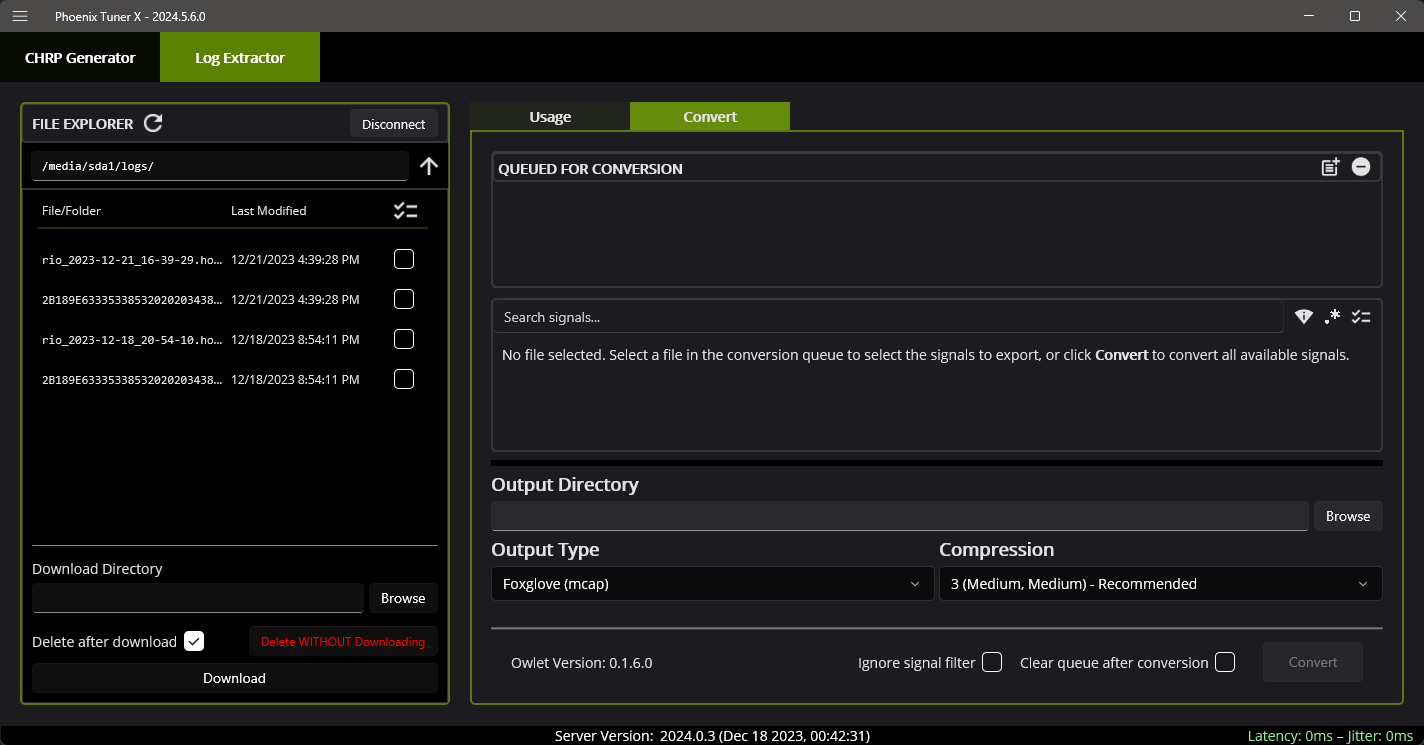 Phoenix Tuner X - 2024.5.6.0
CHRP Generator
Log Extractor
FILE EXPLORER
Disconnect
/media/sda1/logs/
File/Folder
Last Modified
rio_2023-12-21_16-39-29.ho...
12/21/2023 4:39:28 PM
2B189E63335338532020203438...
12/21/2023 4:39:28 PM
rio_2023-12-18_20-54-10.ho...
12/18/2023 8:54:11 PM
2B189E63335338532020203438...
12/18/2023 8:54:11 PM
Download Directory
Browse
Delete after download
Delete WITHOUT Downloading
Download
Usage
Convert
QUEUED FOR CONVERSION
Search signals...
No file selected. Select a file in the conversion queue to select the signals to export, or click Convert to convert all available signals.
Output Directory
Browse
Output Type
Compression
Foxglove (mcap)
3 (Medium, Medium) - Recommended
Owlet Version: 0.1.6.0
Ignore signal filter
Clear queue after conversion
Convert
Server Version: 2024.0.3 (Dec 18 2023, 00:42:31)
Latency: 0ms – Jitter: 0ms